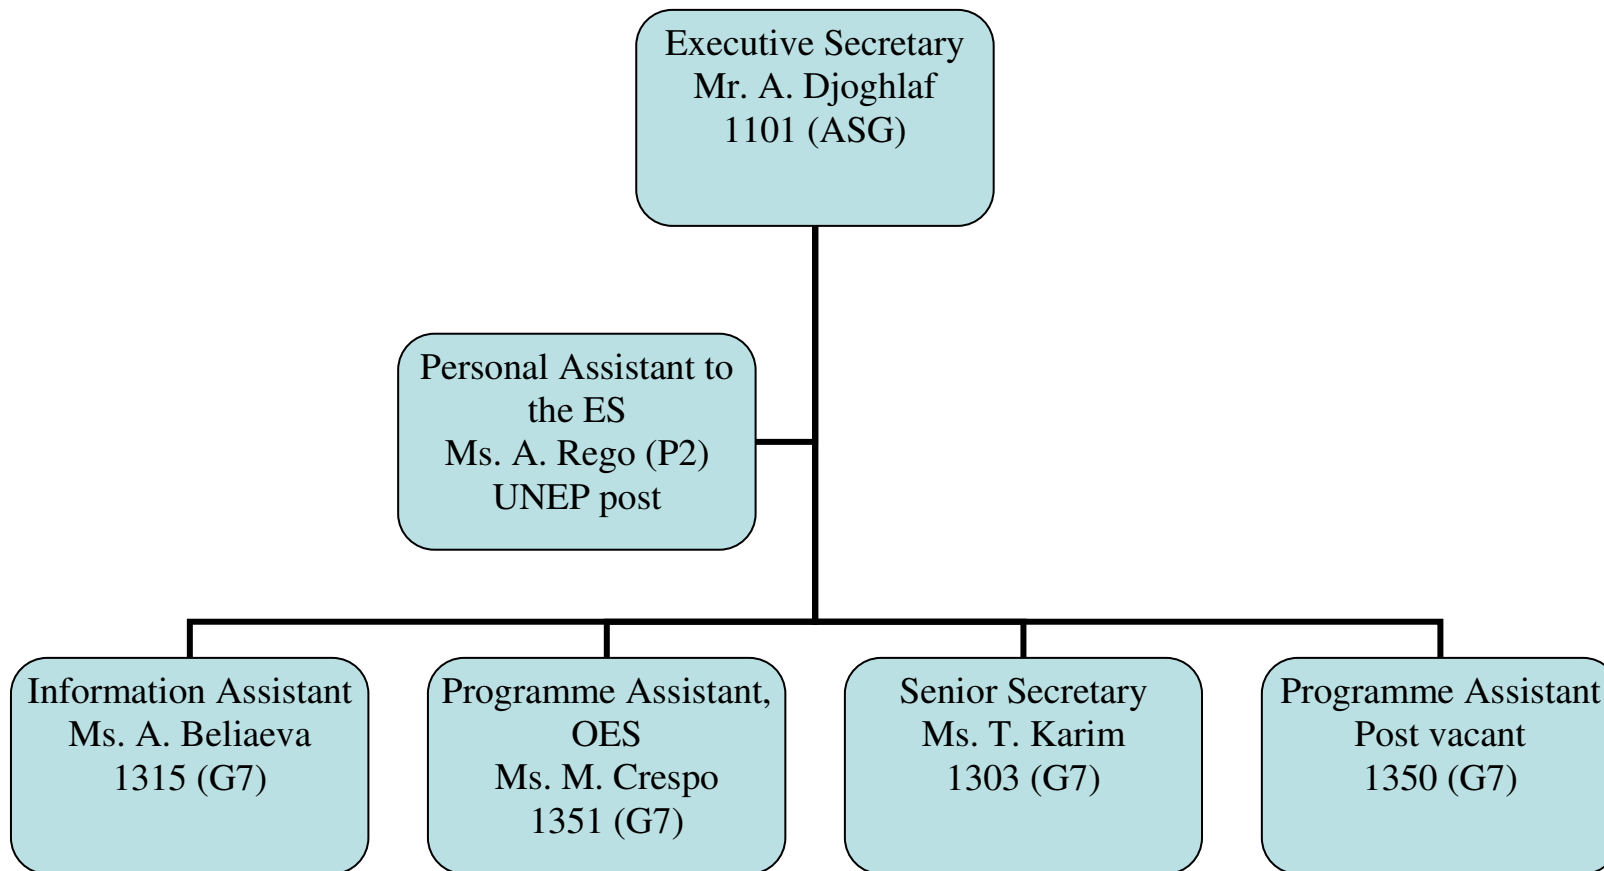 Executive Secretary
Mr. A. Djoghlaf
1101 (ASG)
Personal Assistant to
the ES
Ms. A. Rego (P2)
UNEP post
Information Assistant
Ms. A. Beliaeva
1315 (G7)
Programme Assistant,
OES
Ms. M. Crespo
1351 (G7)
Senior Secretary
Ms. T. Karim
1303 (G7)
Programme Assistant
Post vacant
1350 (G7)